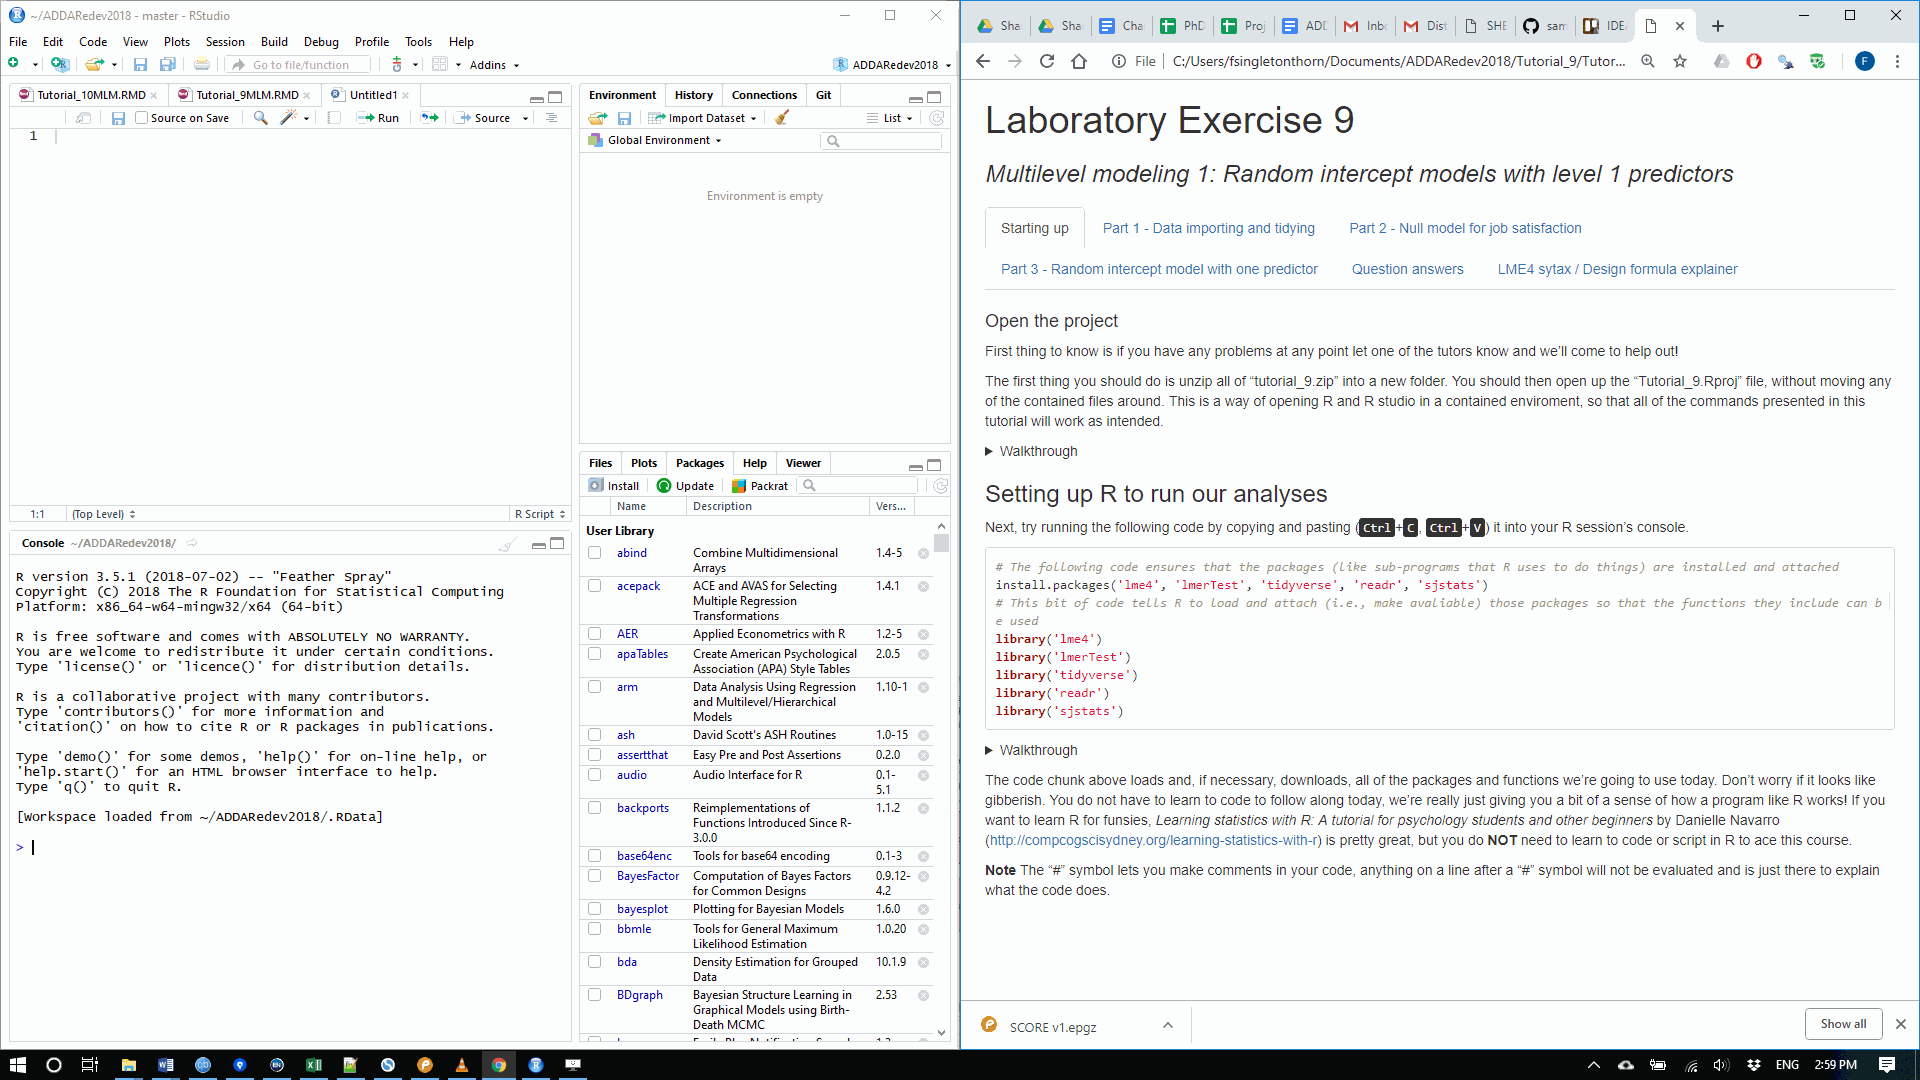 ~/ADDARedev2018 - master - RStudio
File Edit Code View Plots Session Build Debug Profile Tools Help
Go to file/function
Addins
ADDARedev2018
Tutorial_10MLM.RMD
Tutorial_9MLM.RMD
Untitled1
Source on Save
Run
Source
1
1:1
(Top Level)
R Script
Console ~/ADDARedev2018/
R version 3.5.1 (2018-07-02) -- "Feather Spray"
Copyright (C) 2018 The R Foundation for Statistical Computing
Platform: x86_64-w64-mingw32/x64 (64-bit)
R is free software and comes with ABSOLUTELY NO WARRANTY.
You are welcome to redistribute it under certain conditions.
Type 'license()' or 'licence()' for distribution details.
R is a collaborative project with many contributors.
Type 'contributors()' for more information and
'citation()' on how to cite R or R packages in publications.
Type 'demo()' for some demos, 'help()' for on-line help, or
'help.start()' for an HTML browser interface to help.
Type 'q()' to quit R.
[Workspace loaded from ~/ADDARedev2018/.RData]
>
Environment History Connections Git
Import Dataset
List
Global Environment
Environment is empty
Files Plots Packages Help Viewer
Install Update Packrat
Name Description Vers...
User Library
abind Combine Multidimensional 1.4-5
Arrays
acepack ACE and AVAS for Selecting 1.4.1
Multiple Regression
Transformations
AER Applied Econometrics with R 1.2-5
apaTables Create American Psychological 2.0.5
Association (APA) Style Tables
arm Data Analysis Using Regression 1.10-1
and Multilevel/Hierarchical
Models
ash David Scott's ASH Routines 1.0-15
assertthat Easy Pre and Post Assertions 0.2.0
audio Audio Interface for R 0.1-
5.1
backports Reimplementations of 1.1.2
Functions Introduced Since R-
3.0.0
base64enc Tools for base64 encoding 0.1-3
BayesFactor Computation of Bayes Factors 0.9.12-
for Common Designs 4.2
bayesplot Plotting for Bayesian Models 1.6.0
bbmle Tools for General Maximum 1.0.20
Likelihood Estimation
bda Density Estimation for Grouped 10.1.9
Data
BDgraph Bayesian Structure Learning in 2.53
Graphical Models using Birth-
Death MCMC
Sha Sha Cha PhD Proj ADD Inb Dist SHE sam IDE
File C:/Users/fsingletonthorn/Documents/ADDARedev2018/Tutorial_9/Tutor...
F
Laboratory Exercise 9
Multilevel modeling 1: Random intercept models with level 1 predictors
Starting up Part 1 - Data importing and tidying Part 2 - Null model for job satisfaction
Part 3 - Random intercept model with one predictor Question answers LME4 sytax / Design formula explainer
Open the project
First thing to know is if you have any problems at any point let one of the tutors know and we’ll come to help out!
The first thing you should do is unzip all of “tutorial_9.zip” into a new folder. You should then open up the “Tutorial_9.Rproj” file, without moving any
of the contained files around. This is a way of opening R and R studio in a contained enviroment, so that all of the commands presented in this
tutorial will work as intended.
Walkthrough
Setting up R to run our analyses
Next, try running the following code by copying and pasting (Ctrl+C, Ctrl+V) it into your R session’s console.
# The following code ensures that the packages (like sub-programs that R uses to do things) are installed and attached
install.packages('lme4', 'lmerTest', 'tidyverse', 'readr', 'sjstats')
# This bit of code tells R to load and attach (i.e., make avaliable) those packages so that the functions they include can b
e used
library('lme4')
library('lmerTest')
library('tidyverse')
library('readr')
library('sjstats')
Walkthrough
The code chunk above loads and, if necessary, downloads, all of the packages and functions we’re going to use today. Don’t worry if it looks like
gibberish. You do not have to learn to code to follow along today, we’re really just giving you a bit of a sense of how a program like R works! If you
want to learn R for funsies, Learning statistics with R: A tutorial for psychology students and other beginners by Danielle Navarro
(http://compcogscisydney.org/learning-statistics-with-r) is pretty great, but you do NOT need to learn to code or script in R to ace this course.
Note The “#” symbol lets you make comments in your code, anything on a line after a “#” symbol will not be evaluated and is just there to explain
what the code does.
SCORE v1.epgz
Show all
ENG 2:59 PM